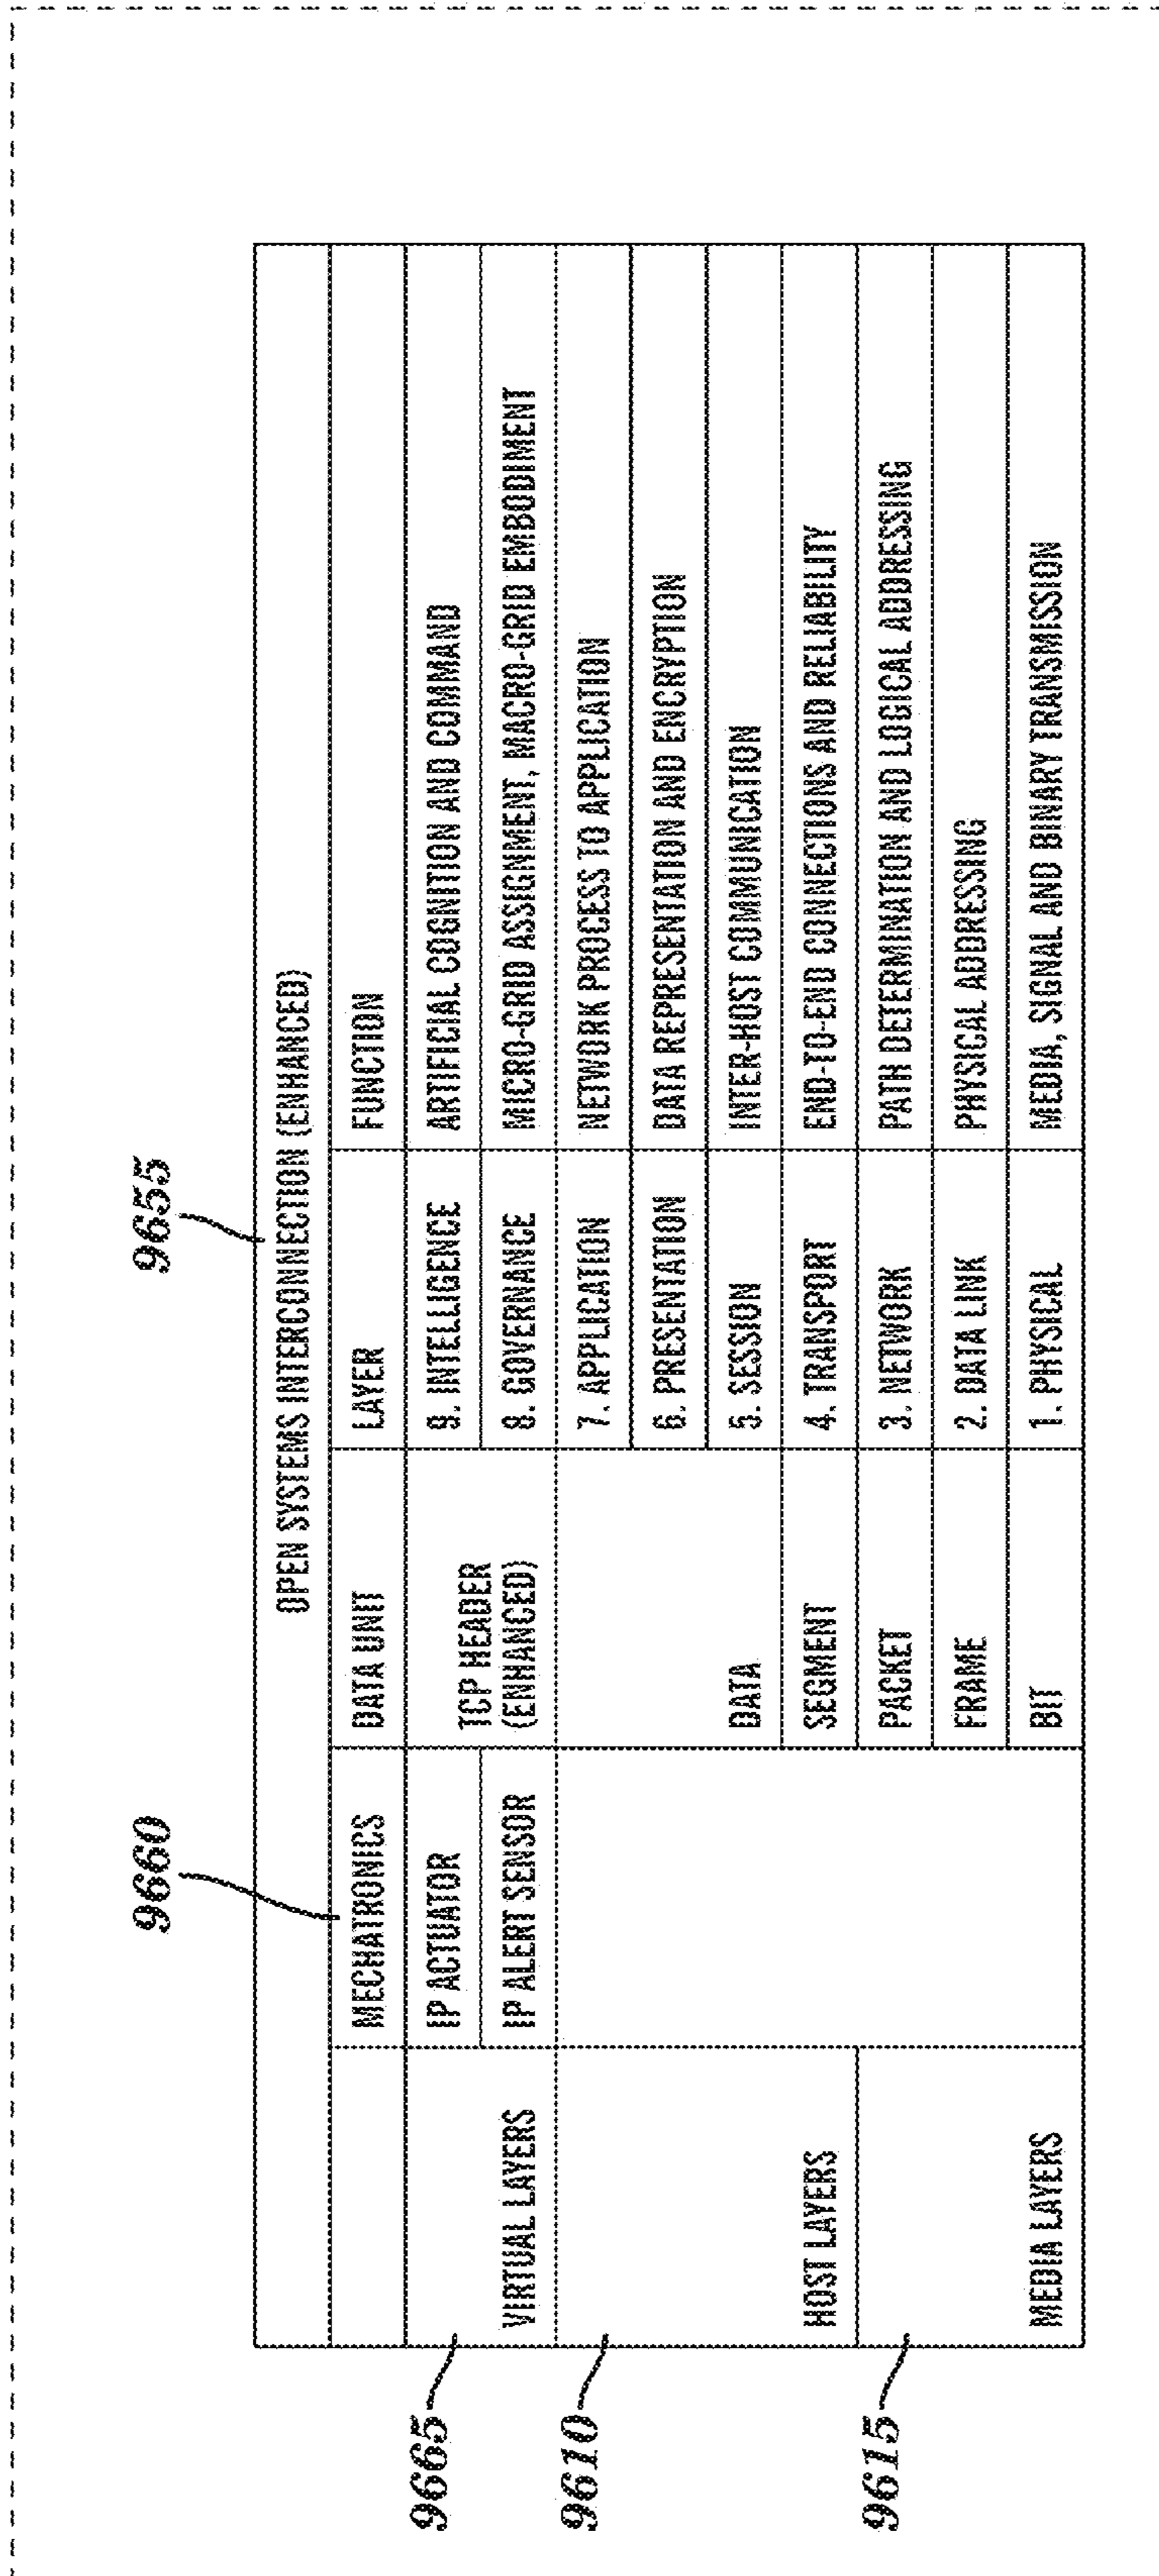 9655
9660
OPEN SYSTEMS INTERCONNECTION (ENHANCED)
MECHATRONICS DATA UNIT LAYER FUNCTION
9665
IP ACTUATOR TCP HEADER 9. INTELLIGENCE ARTIFICIAL COGNITION AND COMMAND
VIRTUAL LAYERS IP ALERT SENSOR (ENHANCED) 8. GOVERNANCE MICRO-GRID ASSIGNMENT, MACRO-GRID EMBODIMENT
9610
7. APPLICATION NETWORK PROCESS TO APPLICATION
6. PRESENTATION DATA REPRESENTATION AND ENCRYPTION
DATA 5. SESSION INTER-HOST COMMUNICATION
HOST LAYERS SEGMENT 4. TRANSPORT END-TO-END CONNECTIONS AND RELIABILITY
9615
PACKET 3. NETWORK PATH DETERMINATION AND LOGICAL ADDRESSING
FRAME 2. DATA LINK PHYSICAL ADDRESSING
MEDIA LAYERS BIT 1. PHYSICAL MEDIA, SIGNAL AND BINARY TRANSMISSION